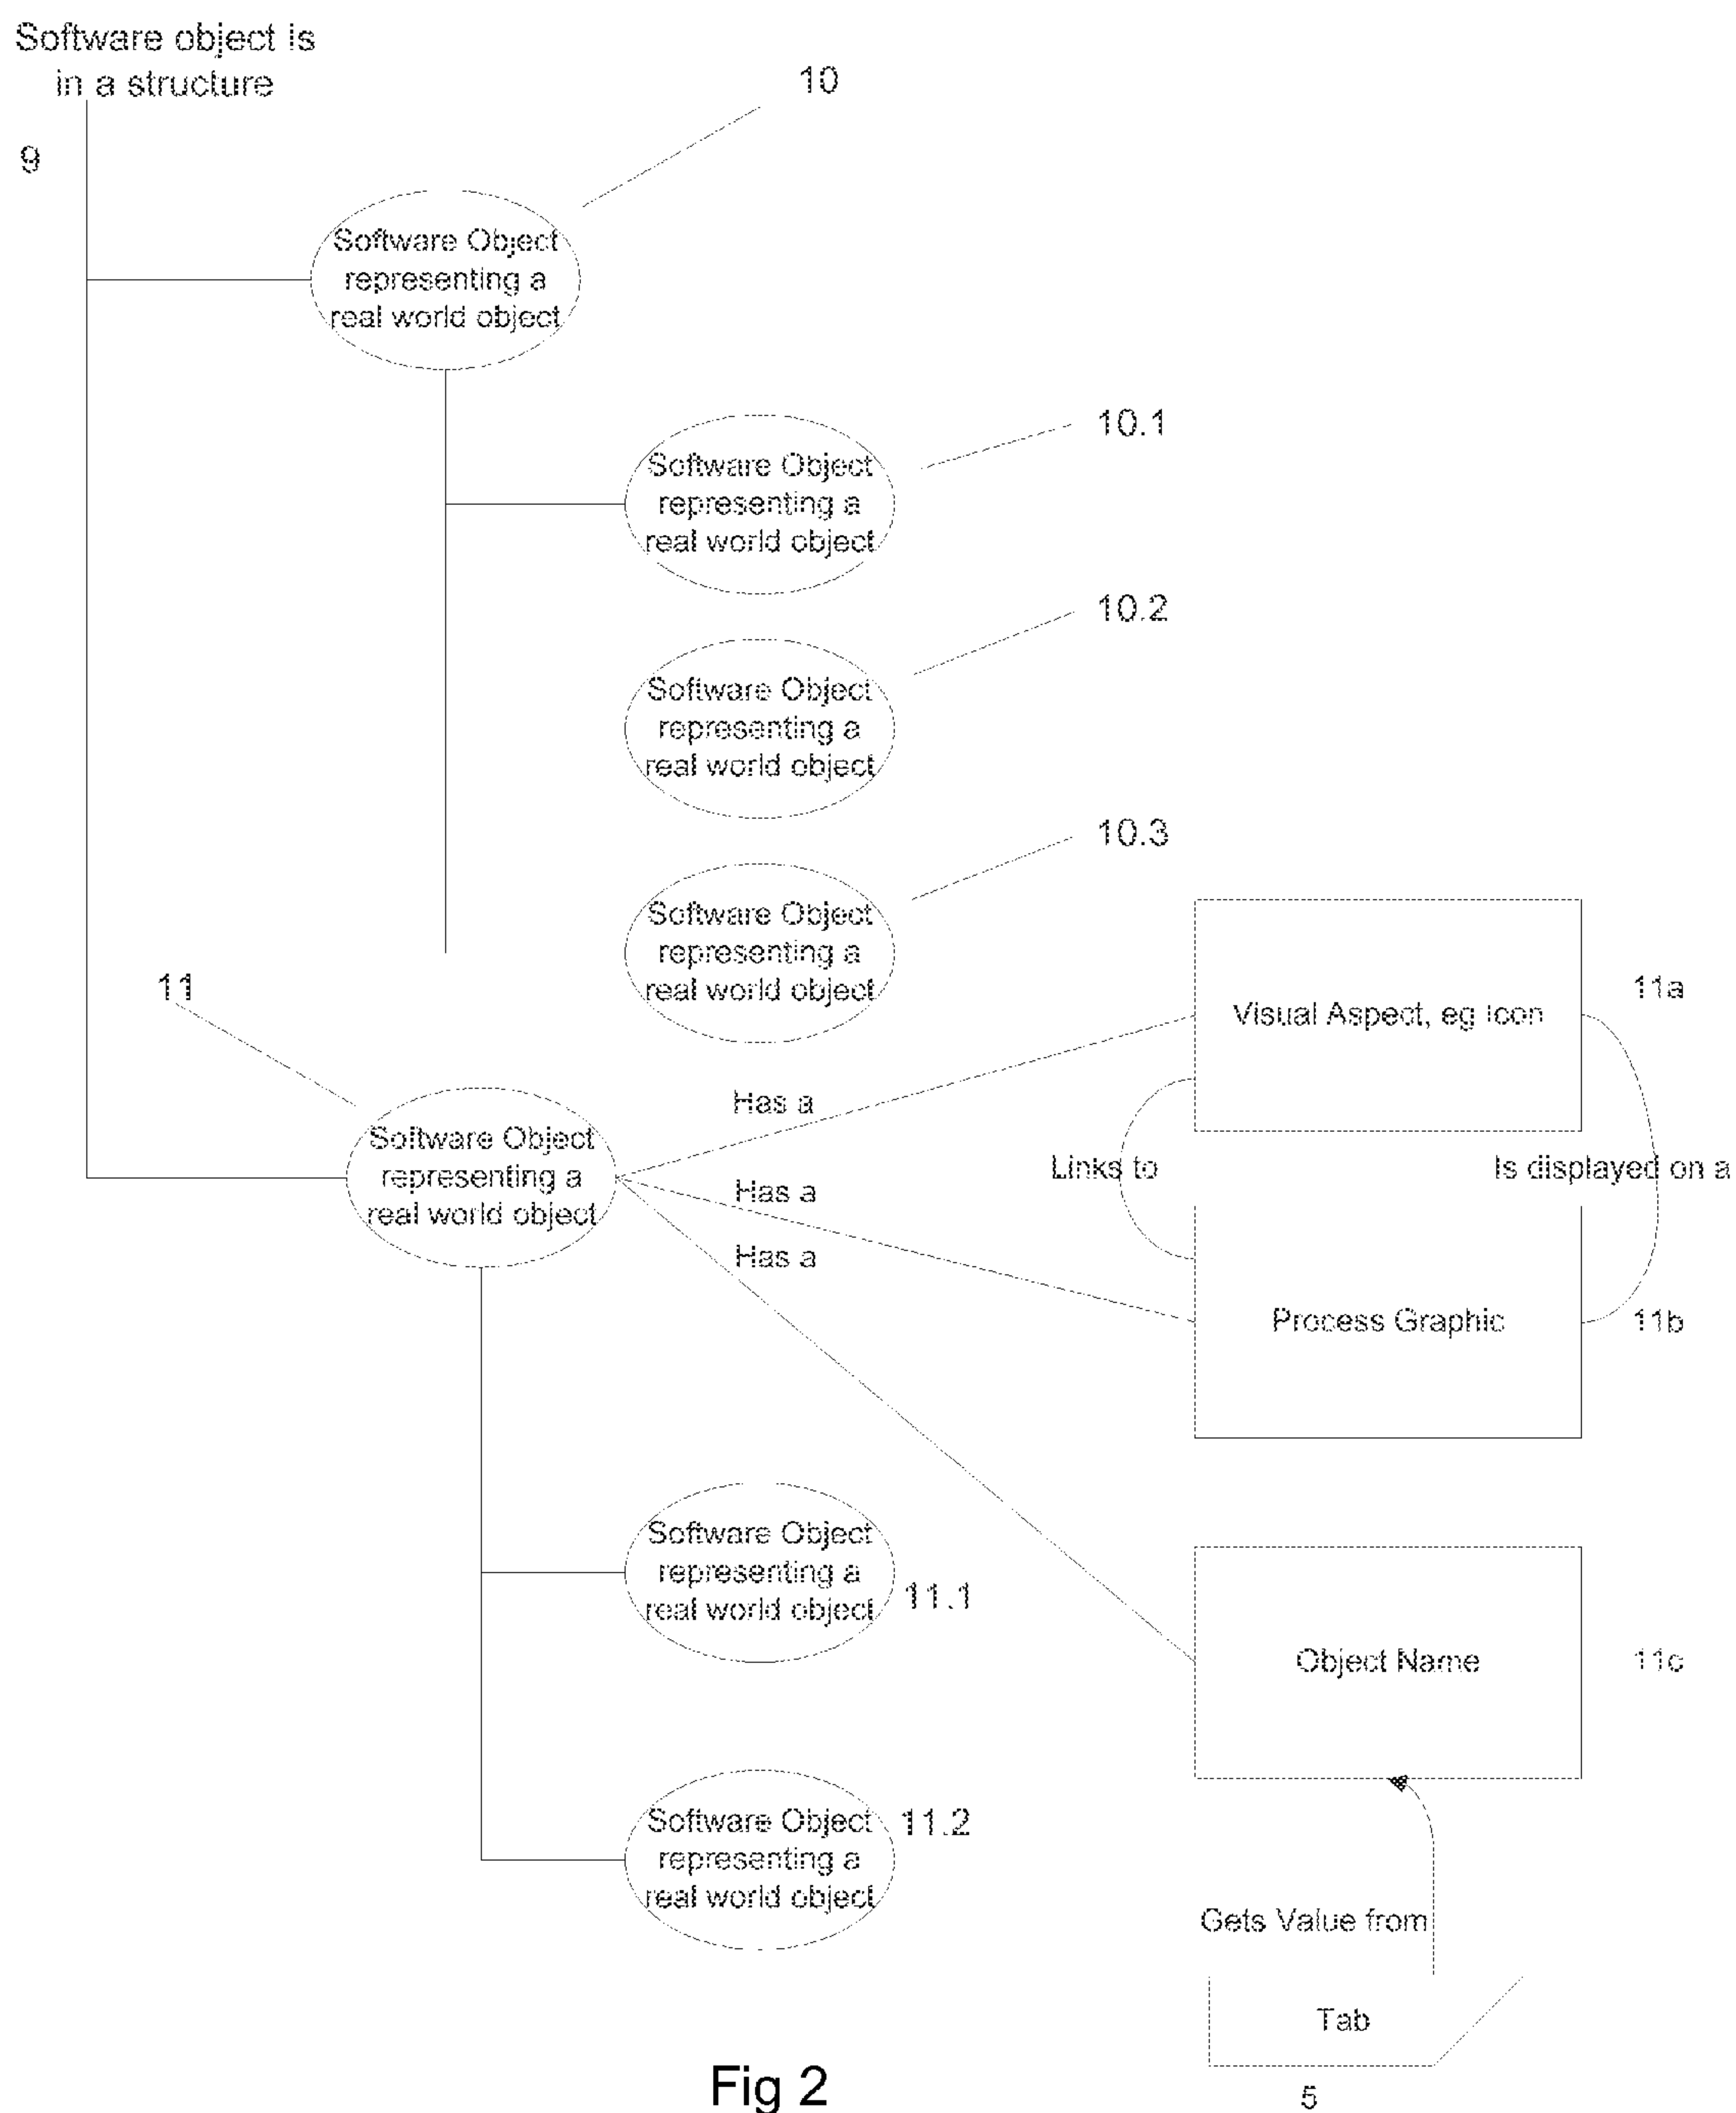 Software object is
in a structure
9
10
Software Object
representing a
real world object
10.1
Software Object
representing a
real world object
10.2
Software Object
representing a
real world object
10.3
Software Object
representing a
real world object
11
Software Object
representing a
real world object
Has a
Has a
Has a
Visual Aspect, eg Icon
11a
Links to
Is displayed on a
Process Graphic
11b
Software Object
representing a
real world object
11.1
Object Name
11c
Software Object
representing a
real world object
11.2
Gets Value from
Tab
5
Fig 2